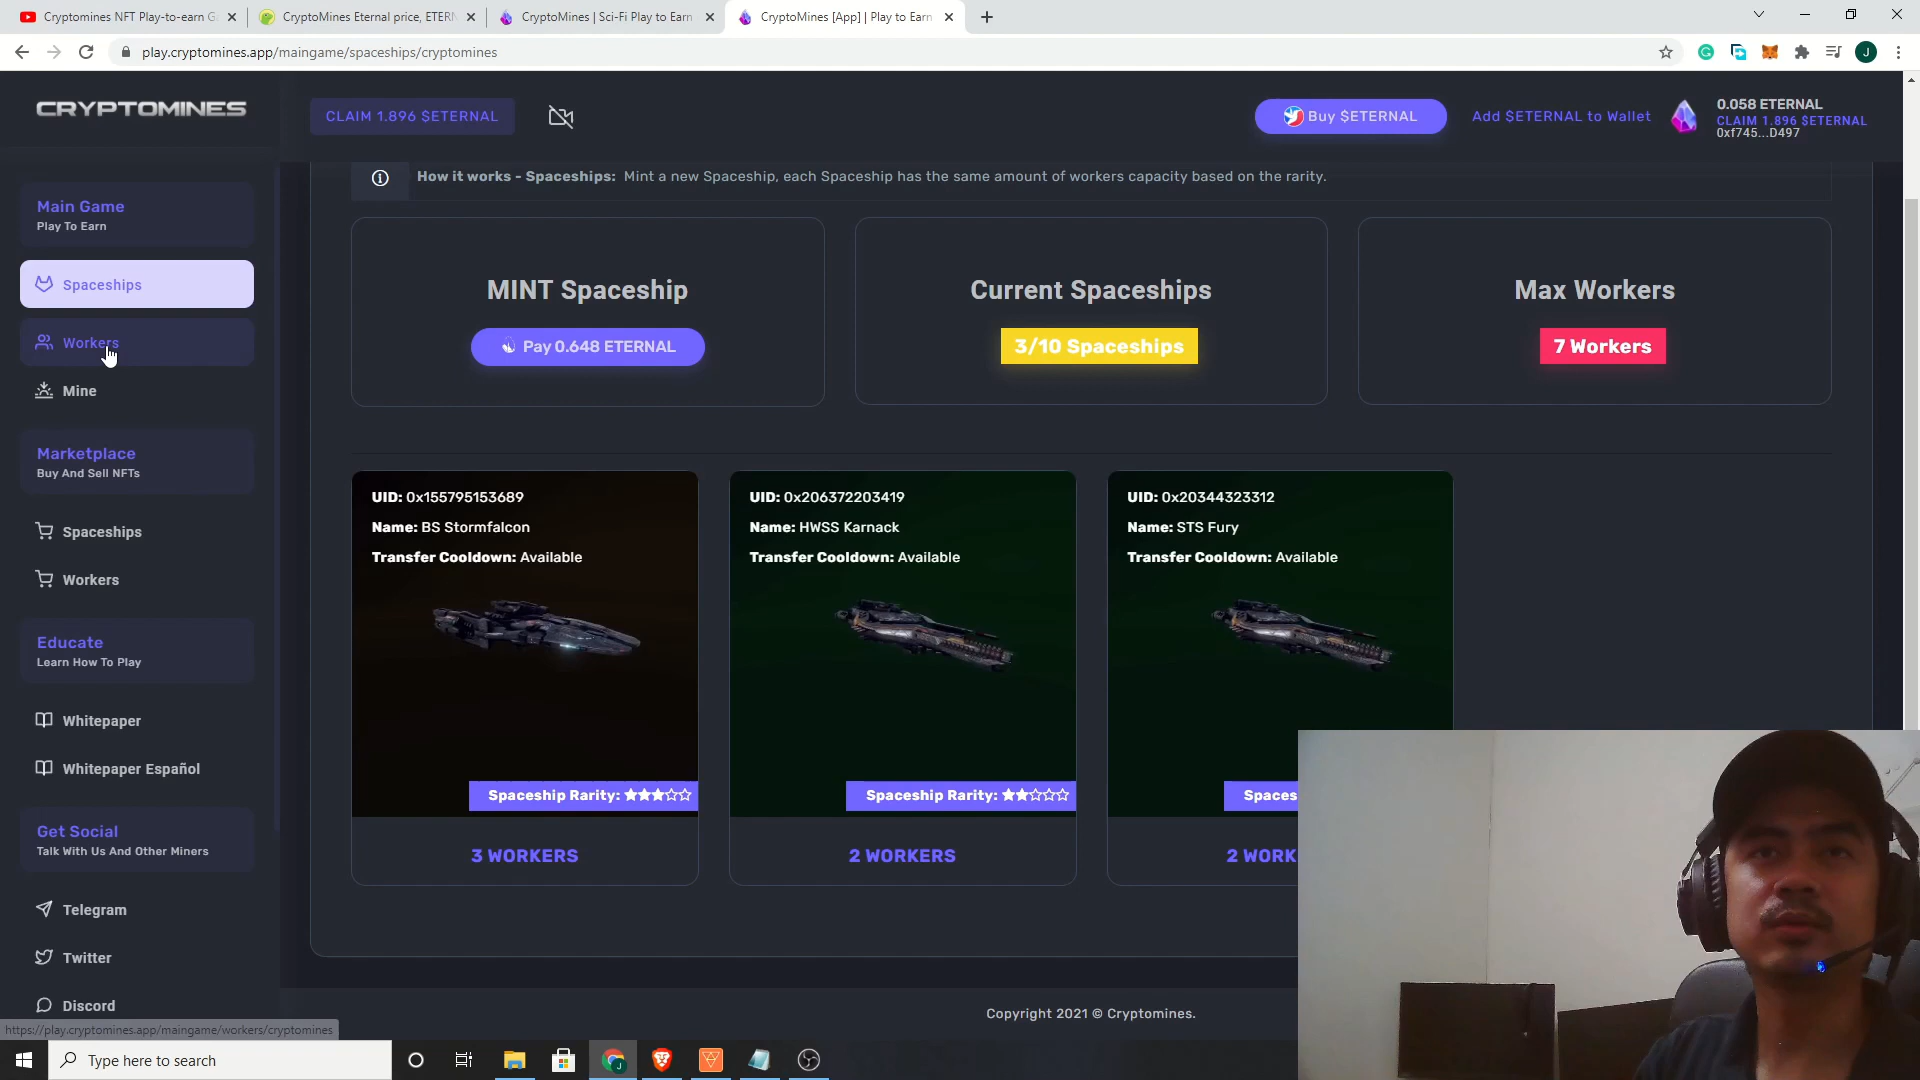 Cryptomines NFT Play-to-earn G
CryptoMines Eternal price, ETERN
CryptoMines | Sci-Fi Play to Earn
CryptoMines [App] | Play to Earn
play.cryptomines.app/maingame/spaceships/cryptomines
J
CRYPTOMINES
CLAIM 1.896 $ETERNAL
Buy $ETERNAL
Add $ETERNAL to Wallet
0.058 ETERNAL
CLAIM 1.896 $ETERNAL
0xf745...D497
Main Game
Play To Earn
Spaceships
Workers
Mine
Marketplace
Buy And Sell NFTs
Spaceships
Workers
Educate
Learn How To Play
Whitepaper
Whitepaper Español
Get Social
Talk With Us And Other Miners
Telegram
Twitter
Discord
How it works - Spaceships: Mint a new Spaceship, each Spaceship has the same amount of workers capacity based on the rarity.
MINT Spaceship
Pay 0.648 ETERNAL
Current Spaceships
3/10 Spaceships
Max Workers
7 Workers
UID: 0x155795153689
Name: BS Stormfalcon
Transfer Cooldown: Available
Spaceship Rarity:
3 WORKERS
UID: 0x206372203419
Name: HWSS Karnack
Transfer Cooldown: Available
Spaceship Rarity:
2 WORKERS
UID: 0x20344323312
Name: STS Fury
Transfer Cooldown: Available
Spaces
2 WORK
Copyright 2021 © Cryptomines.
https://play.cryptomines.app/maingame/workers/cryptomines
Type here to search